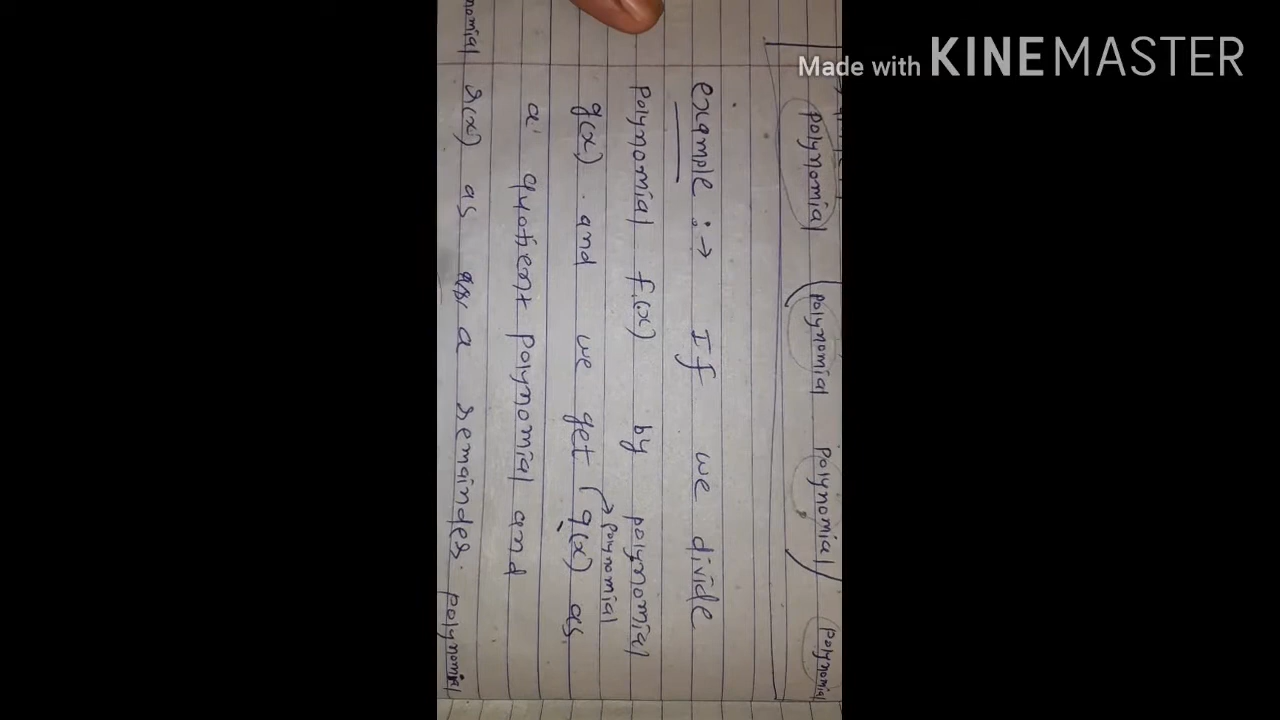 Made with KINEMASTER
polynomial (polynomial polynomial) polynomial
example :→ If we divide
polynomial f(x) by polynomial
→ polynomial
g(x) and we get q(x) as
a quotient polynomial and
nomial r(x) as a remainder polynomial